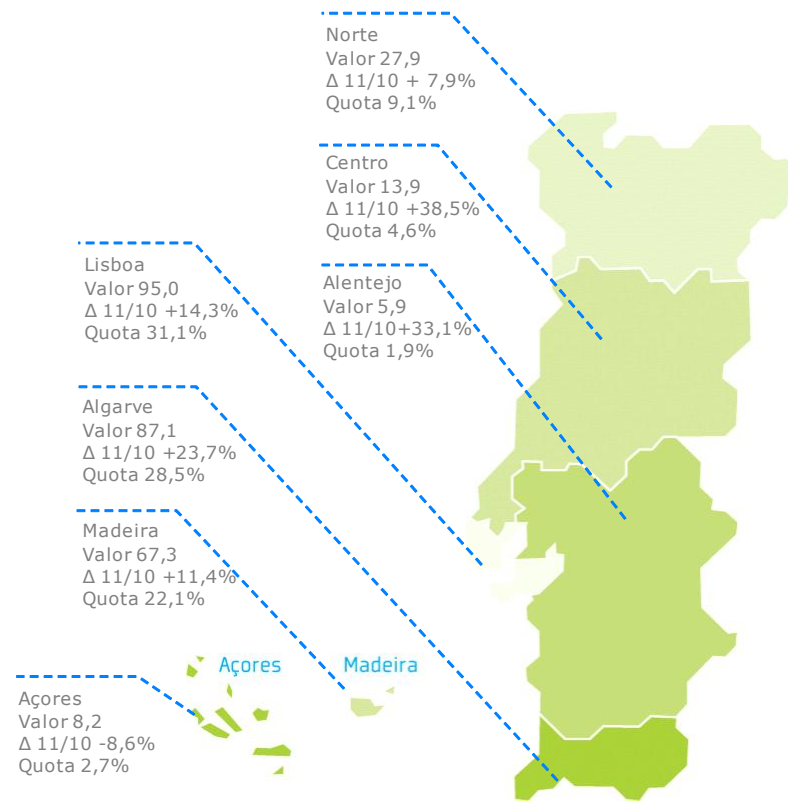 Norte
Valor 27,9
Δ 11/10 + 7,9%
Quota 9,1%
Centro
Valor 13,9
Δ 11/10 +38,5%
Quota 4,6%
Lisboa
Valor 95,0
Δ 11/10 +14,3%
Quota 31,1%
Alentejo
Valor 5,9
Δ 11/10+33,1%
Quota 1,9%
Algarve
Valor 87,1
Δ 11/10 +23,7%
Quota 28,5%
Madeira
Valor 67,3
Δ 11/10 +11,4%
Quota 22,1%
Açores
Madeira
Açores
Valor 8,2
Δ 11/10 -8,6%
Quota 2,7%